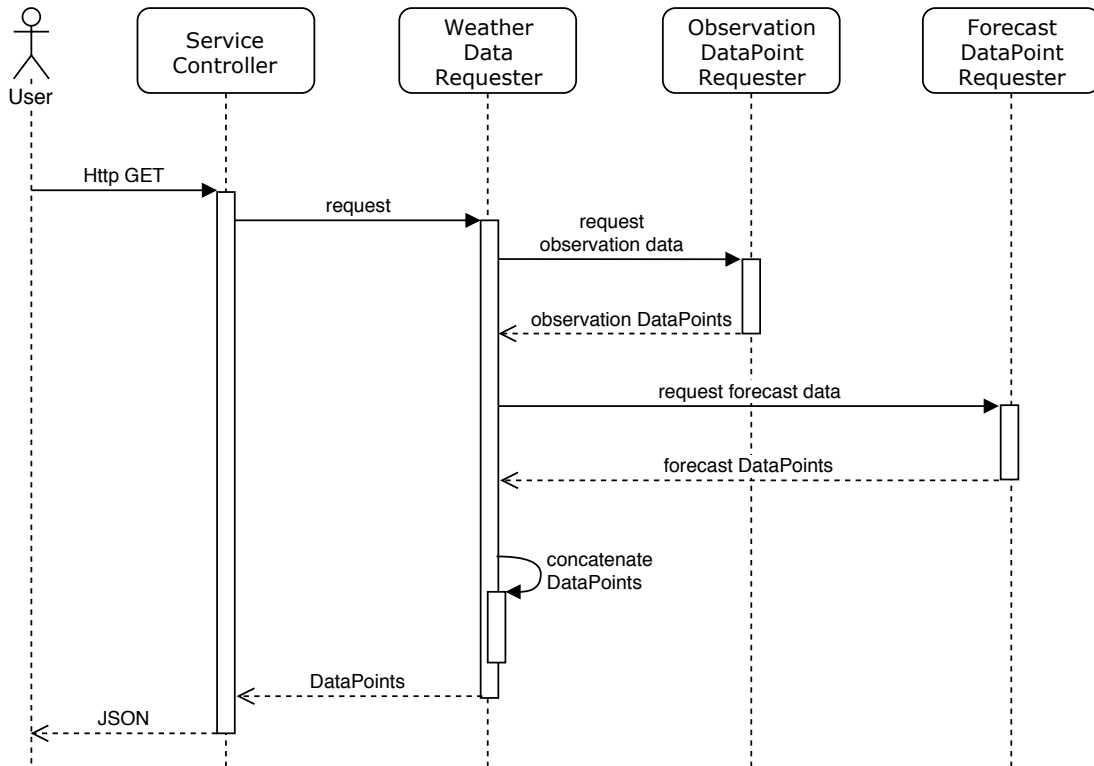 User
Service
Controller
Weather
Data
Requester
Observation
DataPoint
Requester
Forecast
DataPoint
Requester
Http GET
request
request
observation data
observation DataPoints
request forecast data
forecast DataPoints
concatenate
DataPoints
DataPoints
JSON